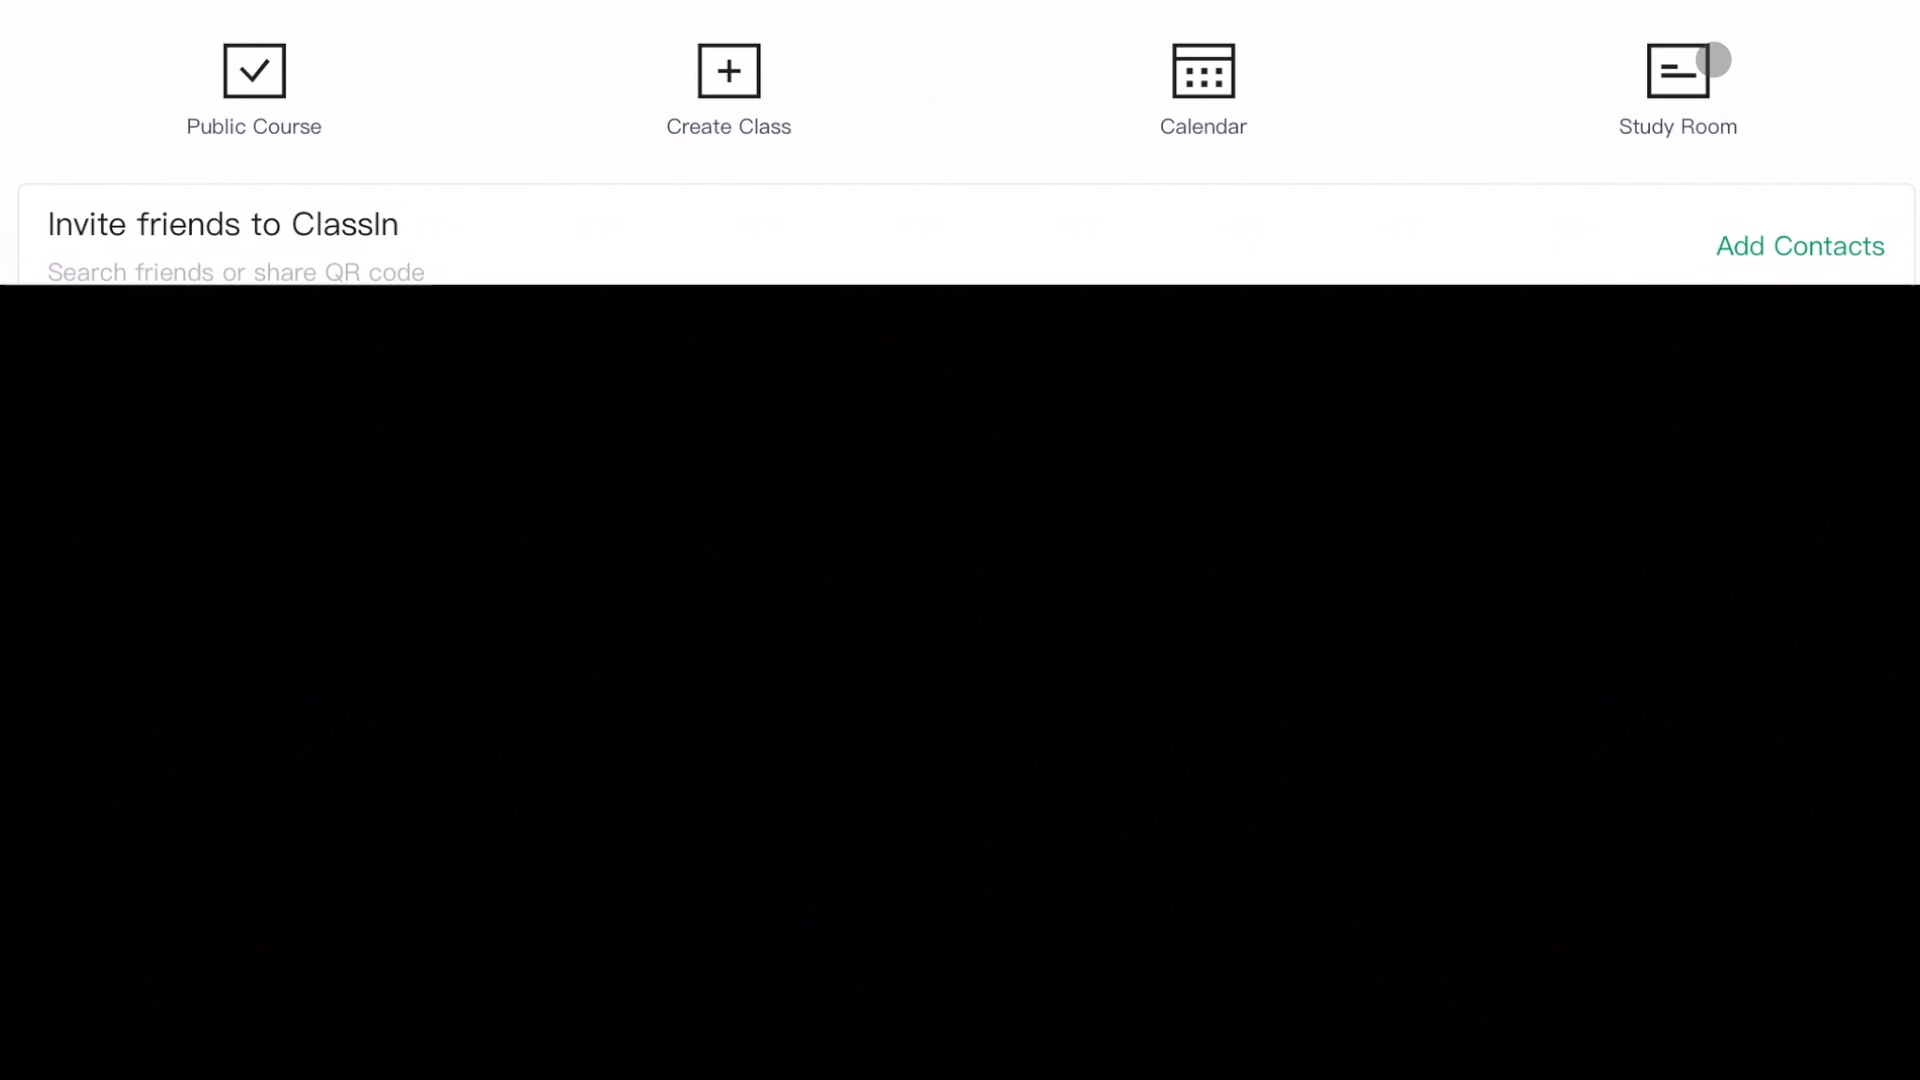 Public Course
Create Class
Calendar
Study Room
Invite friends to ClassIn
Add Contacts
Search friends or share QR code